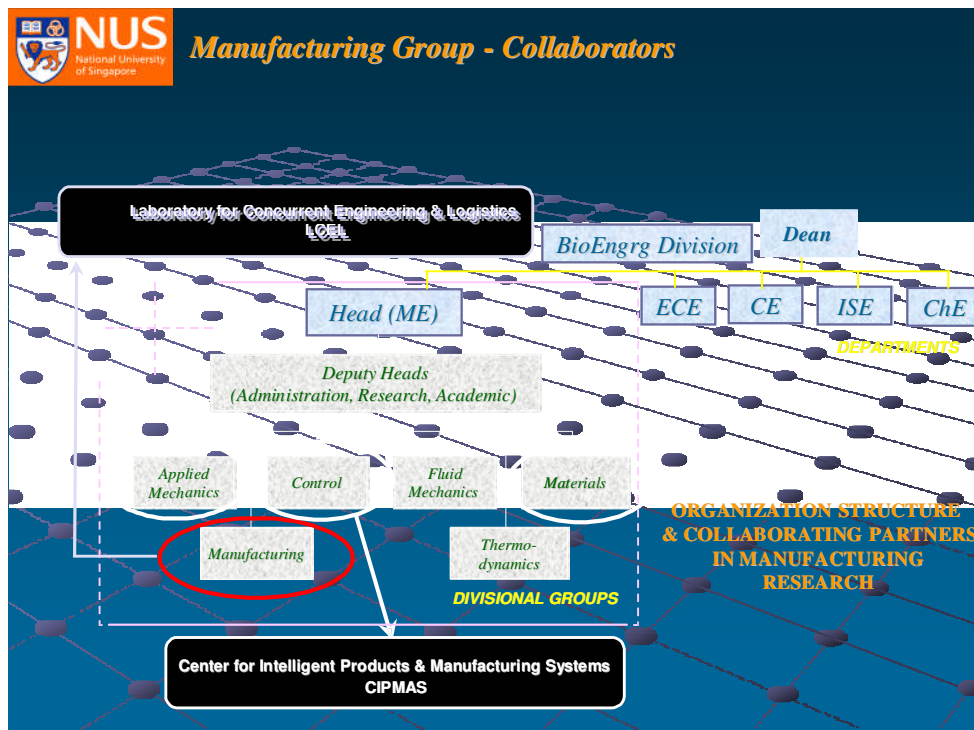 NUS
National University
of Singapore
Manufacturing Group - Collaborators
Laboratory for Concurrent Engineering & Logistics
LCEL
BioEngrg Division
Dean
Head (ME)
ECE
CE
ISE
ChE
DEPARTMENTS
Deputy Heads
(Administration, Research, Academic)
Applied
Mechanics
Control
Fluid
Mechanics
Materials
Manufacturing
Thermo-
dynamics
DIVISIONAL GROUPS
ORGANIZATION STRUCTURE
& COLLABORATING PARTNERS
IN MANUFACTURING
RESEARCH
Center for Intelligent Products & Manufacturing Systems
CIPMAS